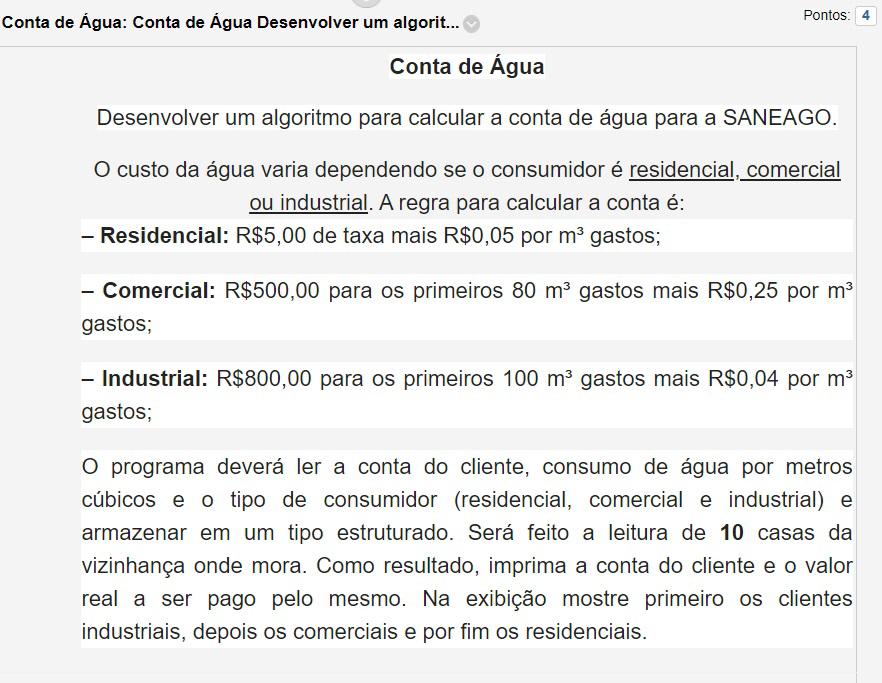 Conta de Água: Conta de Água Desenvolver um algorit...
Pontos: 4
Conta de Água
Desenvolver um algoritmo para calcular a conta de água para a SANEAGO.
O custo da água varia dependendo se o consumidor é residencial, comercial
ou industrial. A regra para calcular a conta é:
– Residencial: R$5,00 de taxa mais R$0,05 por m³ gastos;
– Comercial: R$500,00 para os primeiros 80 m³ gastos mais R$0,25 por m³
gastos;
– Industrial: R$800,00 para os primeiros 100 m³ gastos mais R$0,04 por m³
gastos;
O programa deverá ler a conta do cliente, consumo de água por metros
cúbicos e o tipo de consumidor (residencial, comercial e industrial) e
armazenar em um tipo estruturado. Será feito a leitura de 10 casas da
vizinhança onde mora. Como resultado, imprima a conta do cliente e o valor
real a ser pago pelo mesmo. Na exibição mostre primeiro os clientes
industriais, depois os comerciais e por fim os residenciais.